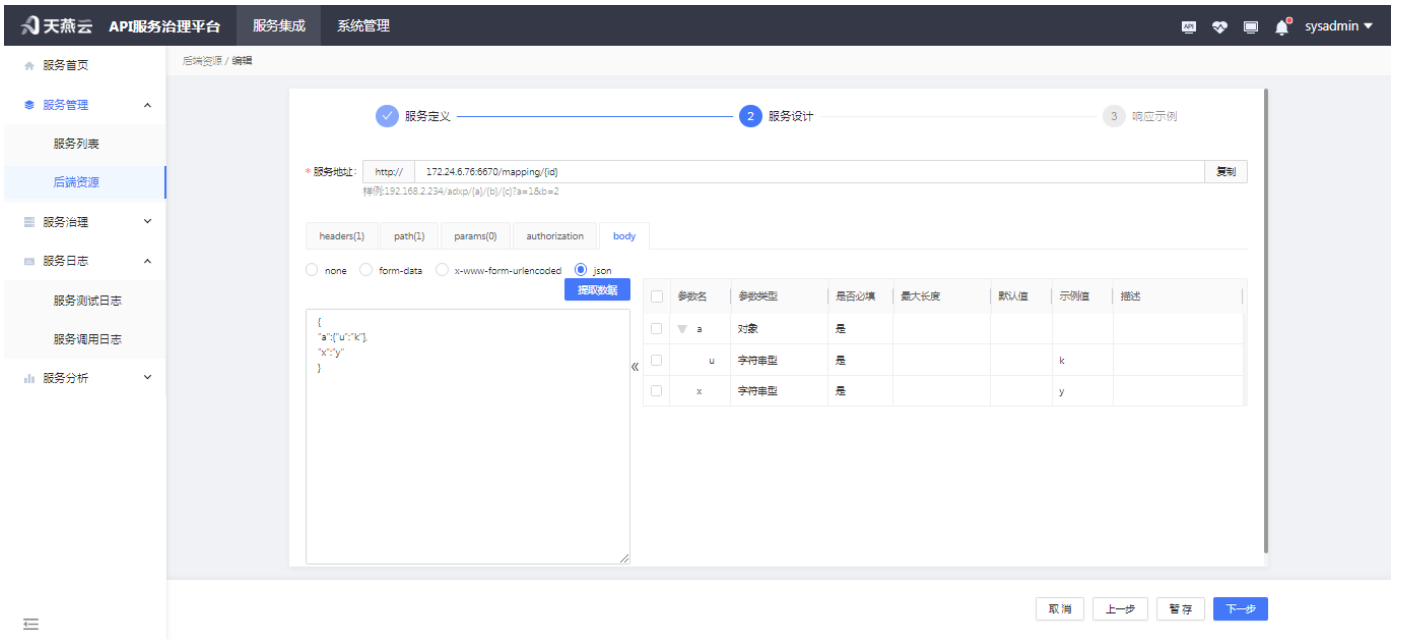 天燕云 API服务治理平台 服务集成 系统管理 API sysadmin
服务首页
后端资源 / 编辑
服务管理
服务列表
后端资源
服务治理
服务日志
服务测试日志
服务调用日志
服务分析
服务定义 2 服务设计 3 响应示例
* 服务地址: http:// 172.24.6.76:6670/mapping/{id} 复制
样例:192.168.2.234/adxp/{a}/{b}/{c}?a=1&b=2
headers(1) path(1) params(0) authorization body
none form-data x-www-form-urlencoded json
提取数据
{
"a":{"u":"k"},
"x":"y"
}
«
参数名 参数类型 是否必填 最大长度 默认值 示例值 描述
a 对象 是
u 字符串型 是 k
x 字符串型 是 y
取消 上一步 暂存 下一步